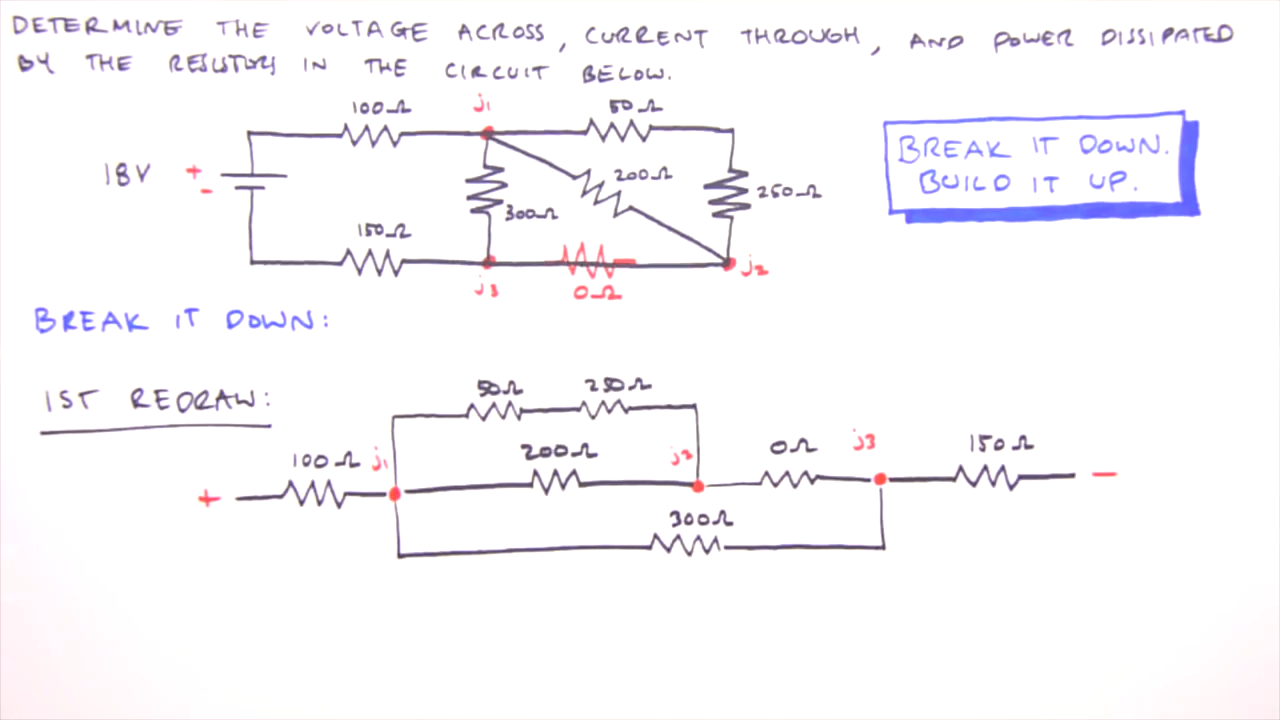 DETERMINE THE VOLTAGE ACROSS, CURRENT THROUGH, AND POWER DISSIPATED
BY THE RESISTORS IN THE CIRCUIT BELOW.
100Ω j1 50Ω
18V + -
200Ω
250Ω
300Ω
150Ω
j3 0Ω j2
BREAK IT DOWN.
BUILD IT UP.
BREAK IT DOWN:
1ST REDRAW:
50Ω 250Ω
100Ω j1 200Ω j2 0Ω j3 150Ω
+ -
300Ω